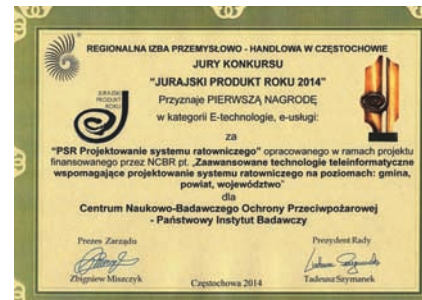 REGIONALNA IZBA PRZEMYSŁOWO - HANDLOWA W CZĘSTOCHOWIE
JURY KONKURSU
"JURAJSKI PRODUKT ROKU 2014"
JURAJSKI
PRODUKT
ROKU
Przyznaje PIERWSZĄ NAGRODĘ
w kategorii E-technologie, e-usługi:
za
"PSR Projektowanie systemu ratowniczego" opracowanego w ramach projektu
finansowanego przez NCBR pt. „Zaawansowane technologie teleinformatyczne
wspomagające projektowanie systemu ratowniczego na poziomach: gmina,
powiat, województwo"
dla
Centrum Naukowo-Badawczego Ochrony Przeciwpożarowej
- Państwowy Instytut Badawczy
Prezes Zarządu
Prezydent Rady
Zbigniew Miszczyk
Częstochowa 2014
Tadeusz Szymanek